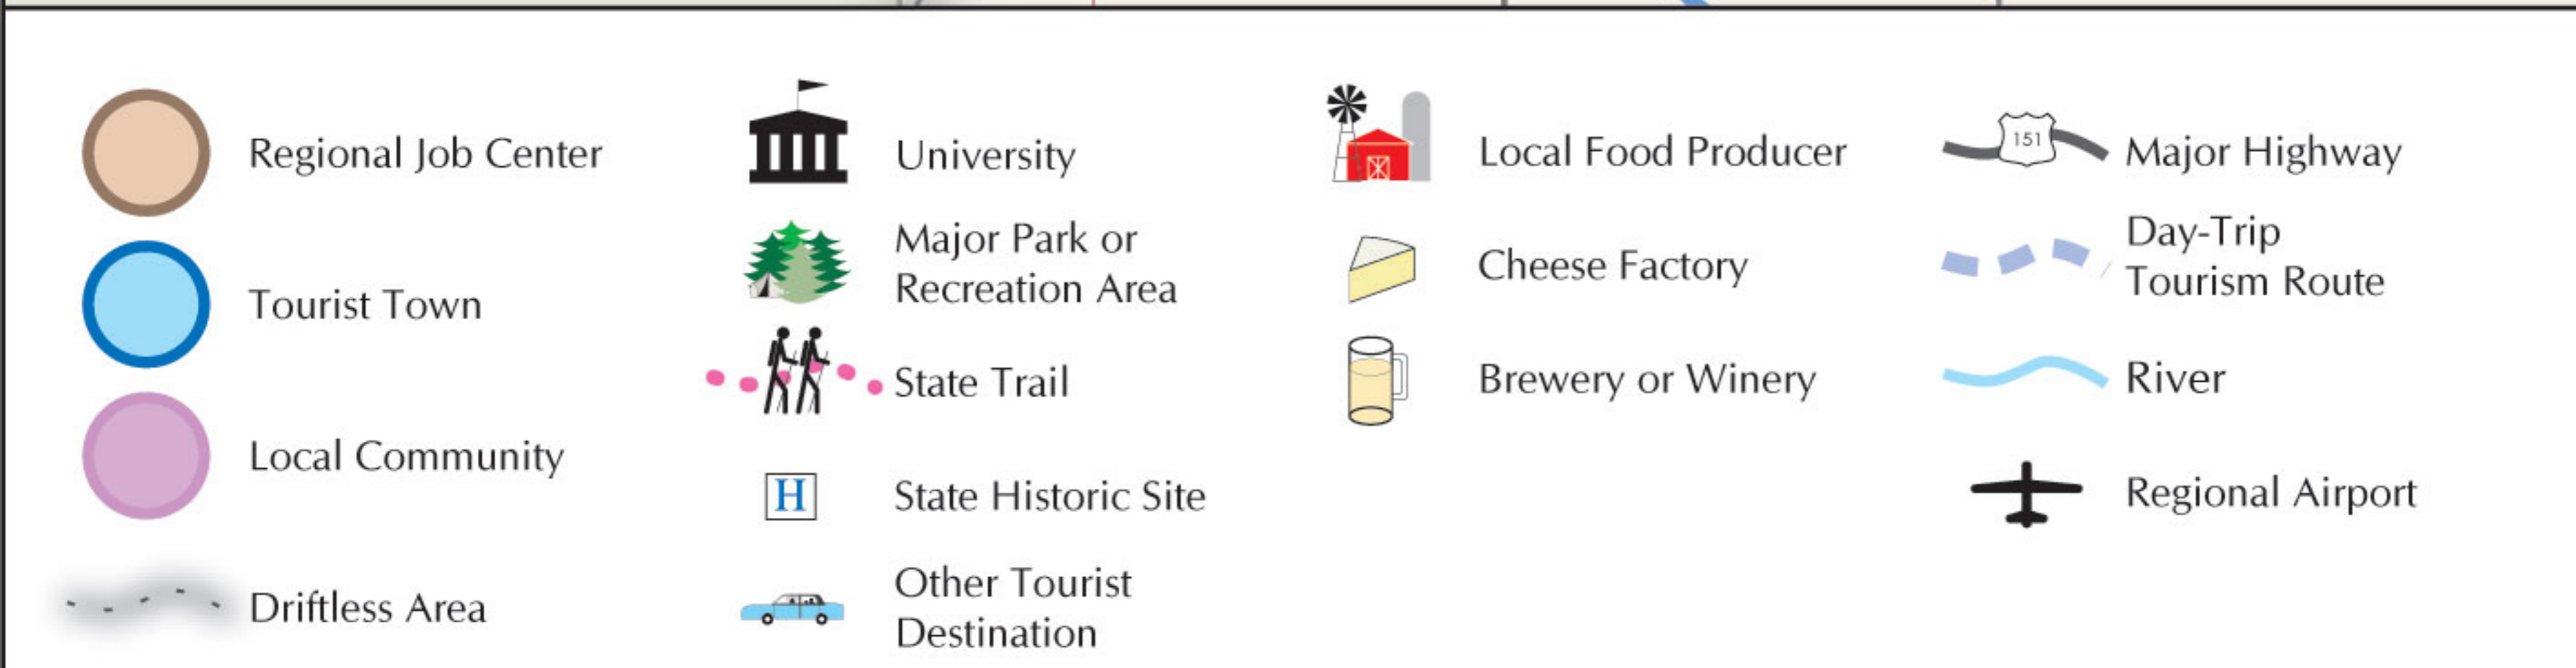 Regional Job Center
Tourist Town
Local Community
Driftless Area
University
Major Park or
Recreation Area
State Trail
H
State Historic Site
Other Tourist
Destination
Local Food Producer
Cheese Factory
Brewery or Winery
151
Major Highway
Day-Trip
Tourism Route
River
Regional Airport